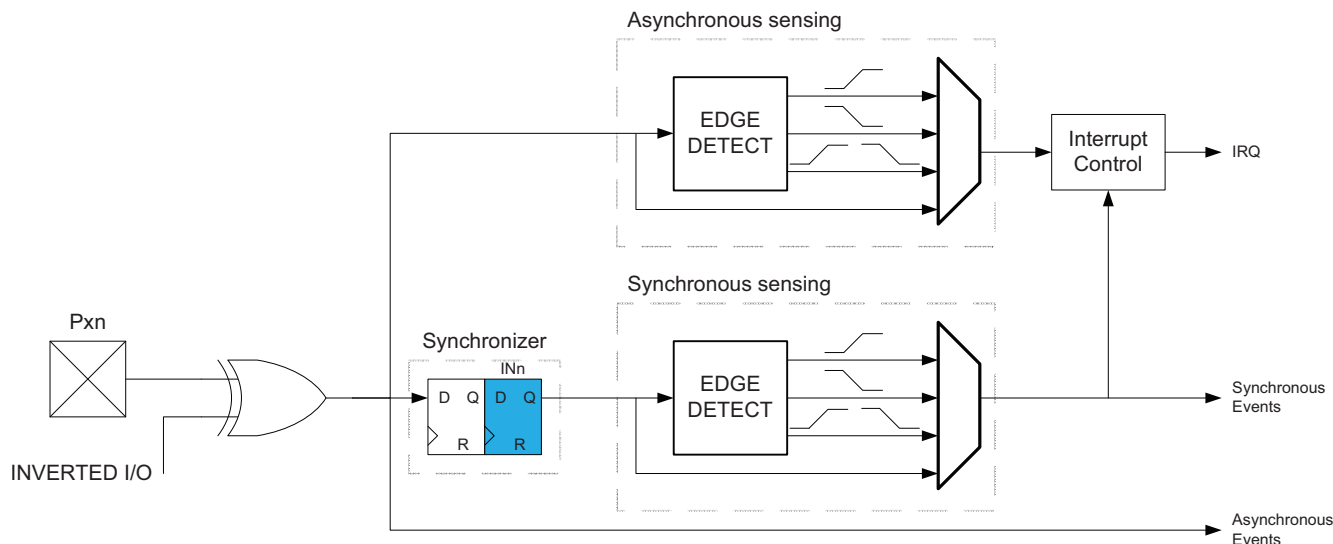 Asynchronous sensing
EDGE
DETECT
Interrupt
Control
IRQ
Synchronous sensing
Pxn
Synchronizer
INn
D Q D Q
R R
EDGE
DETECT
Synchronous
Events
INVERTED I/O
Asynchronous
Events